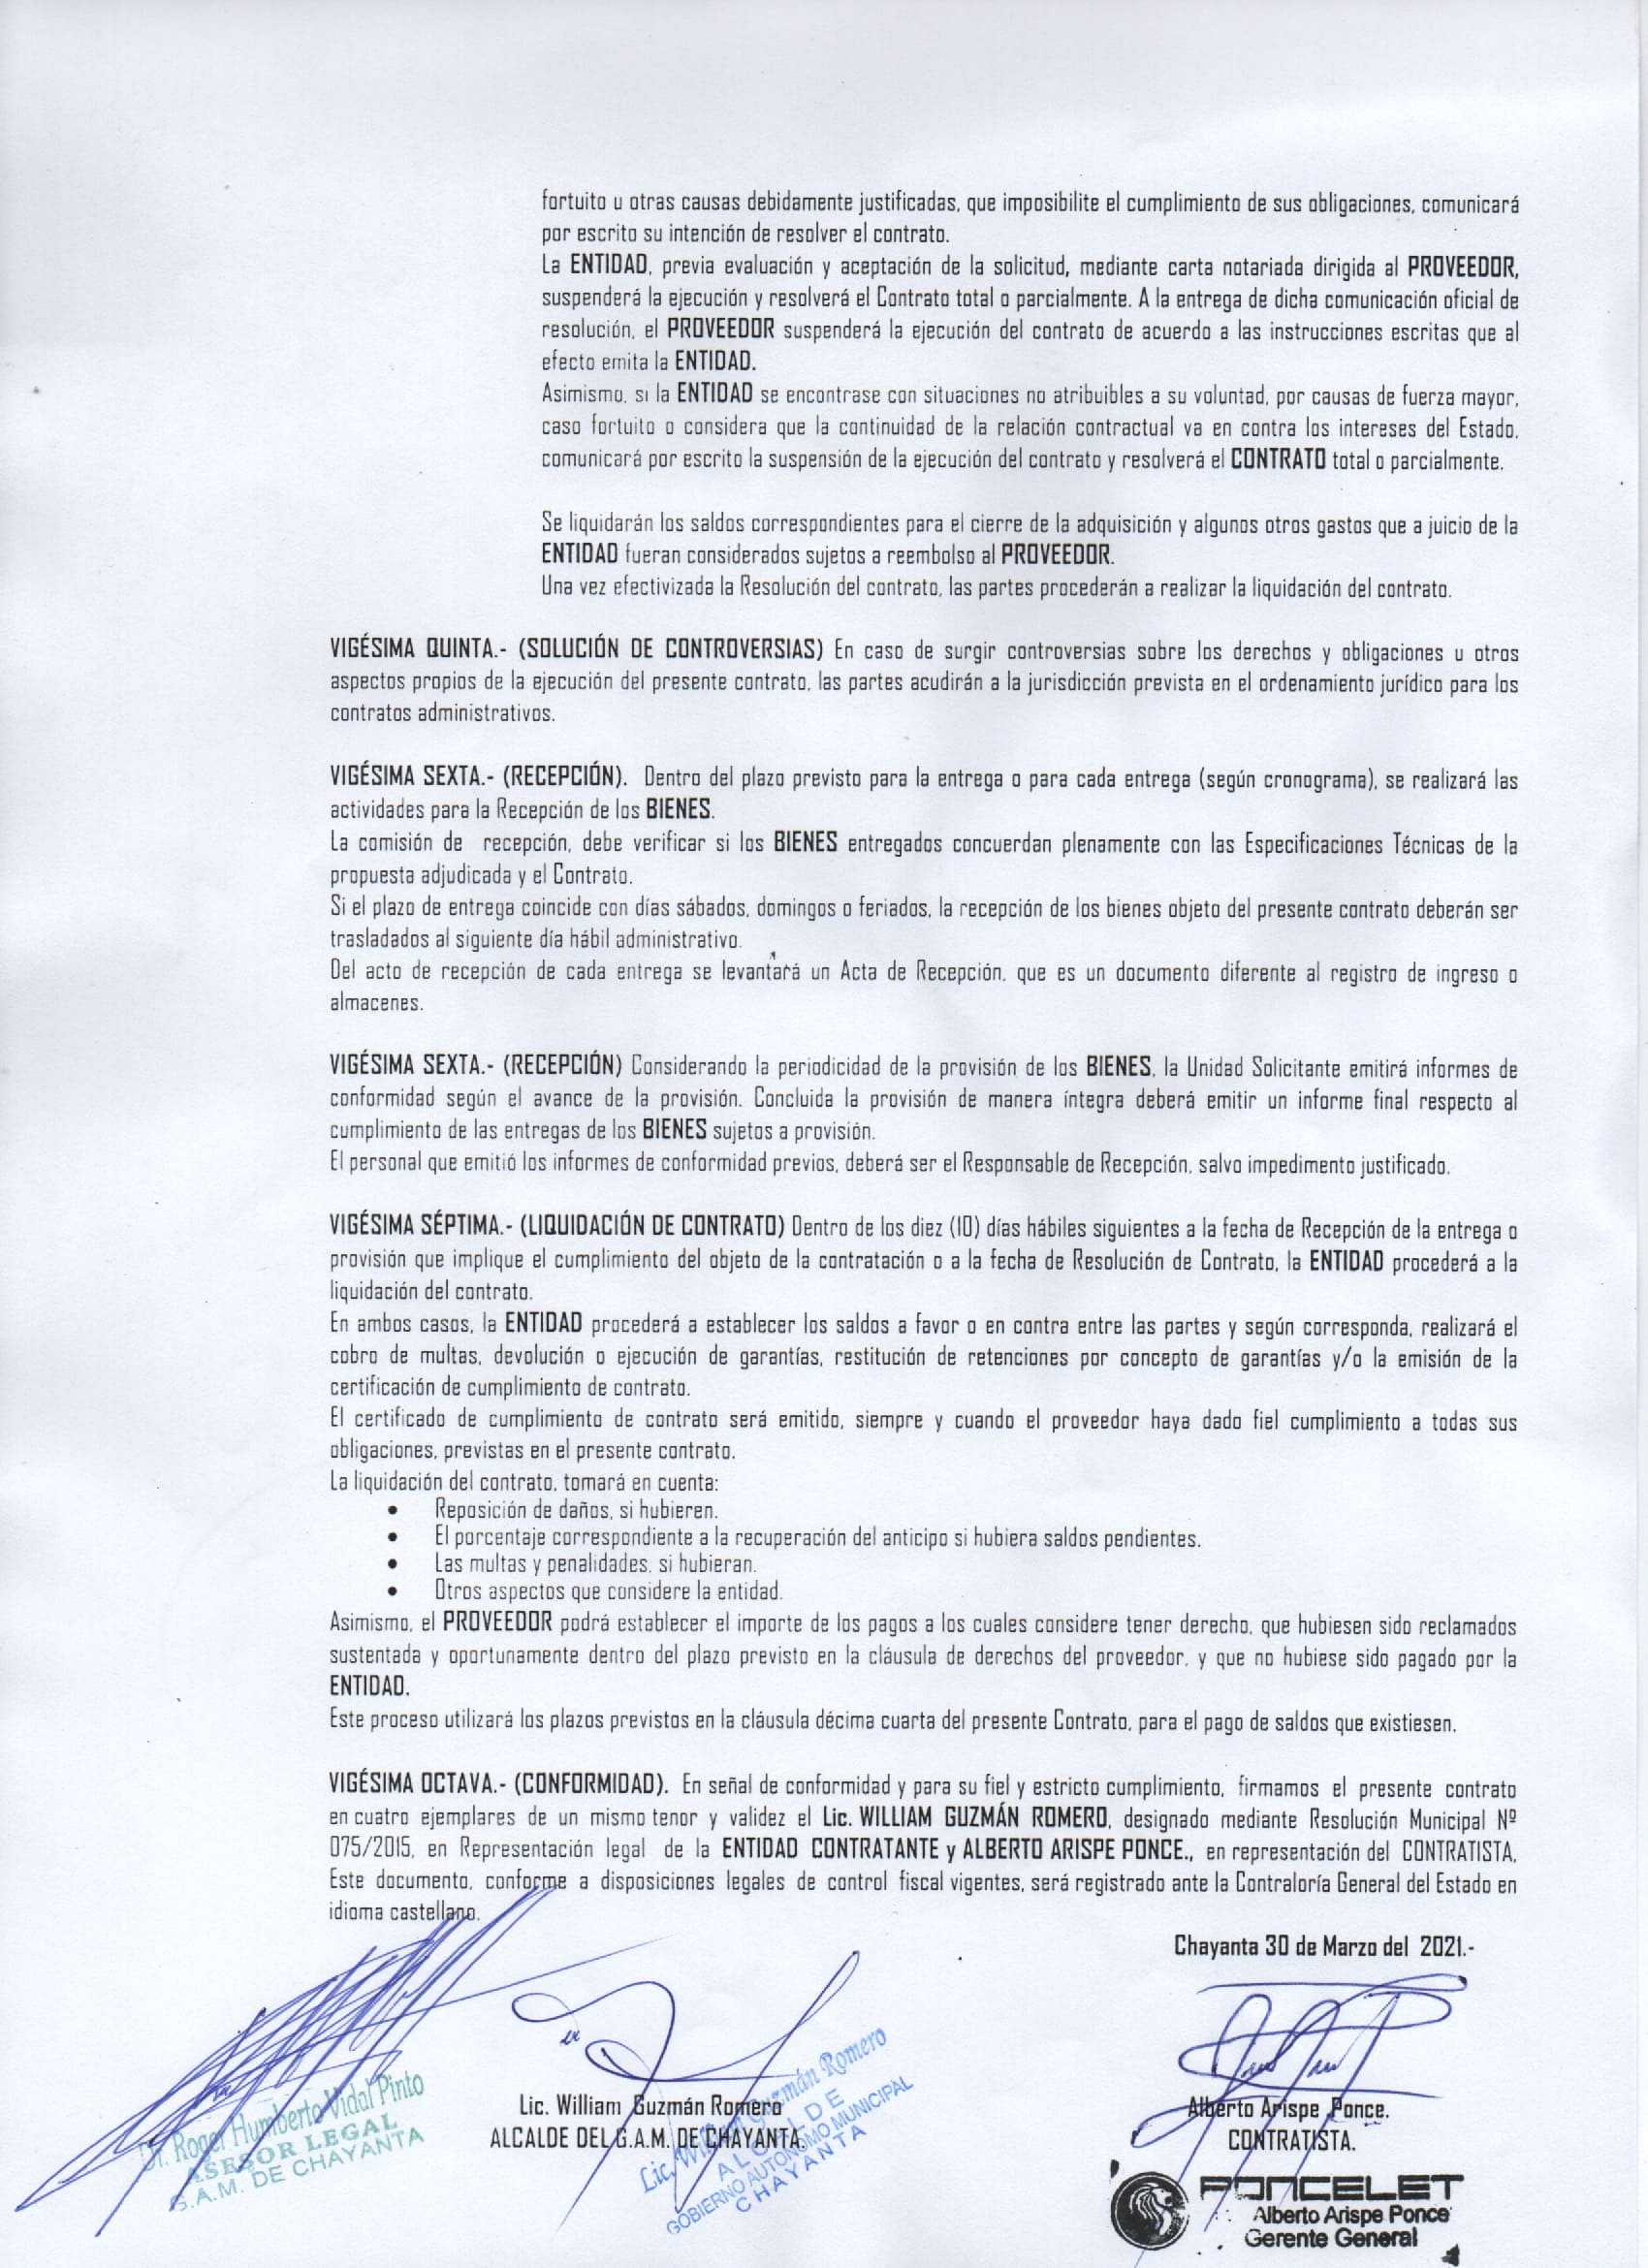 fortuito u otras causas debidamente justificadas, que imposibilite el cumplimiento de sus obligaciones, comunicará
por escrito su intención de resolver el contrato.
La ENTIDAD, previa evaluación y aceptación de la solicitud, mediante carta notariada dirigida al PROVEEDOR,
suspenderá la ejecución y resolverá el Contrato total o parcialmente. A la entrega de dicha comunicación oficial de
resolución, el PROVEEDOR suspenderá la ejecución del contrato de acuerdo a las instrucciones escritas que al
efecto emita la ENTIDAD.
Asimismo, si la ENTIDAD se encontrase con situaciones no atribuibles a su voluntad, por causas de fuerza mayor,
caso fortuito o considera que la continuidad de la relación contractual va en contra los intereses del Estado,
comunicará por escrito la suspensión de la ejecución del contrato y resolverá el CONTRATO total o parcialmente.
Se liquidarán los saldos correspondientes para el cierre de la adquisición y algunos otros gastos que a juicio de la
ENTIDAD fueran considerados sujetos a reembolso al PROVEEDOR.
Una vez efectivizada la Resolución del contrato, las partes procederán a realizar la liquidación del contrato.
VIGÉSIMA QUINTA.- (SOLUCIÓN DE CONTROVERSIAS) En caso de surgir controversias sobre los derechos y obligaciones u otros
aspectos propios de la ejecución del presente contrato, las partes acudirán a la jurisdicción prevista en el ordenamiento jurídico para los
contratos administrativos.
VIGÉSIMA SEXTA.- (RECEPCIÓN). Dentro del plazo previsto para la entrega o para cada entrega (según cronograma), se realizará las
actividades para la Recepción de los BIENES.
La comisión de recepción, debe verificar si los BIENES entregados concuerdan plenamente con las Especificaciones Técnicas de la
propuesta adjudicada y el Contrato.
Si el plazo de entrega coincide con días sábados, domingos o feriados, la recepción de los bienes objeto del presente contrato deberán ser
trasladados al siguiente día hábil administrativo.
Del acto de recepción de cada entrega se levantará un Acta de Recepción, que es un documento diferente al registro de ingreso o
almacenes.
VIGÉSIMA SEXTA.- (RECEPCIÓN) Considerando la periodicidad de la provisión de los BIENES, la Unidad Solicitante emitirá informes de
conformidad según el avance de la provisión. Concluida la provisión de manera íntegra deberá emitir un informe final respecto al
cumplimiento de las entregas de los BIENES sujetos a provisión.
El personal que emitió los informes de conformidad previos, deberá ser el Responsable de Recepción, salvo impedimento justificado.
VIGÉSIMA SÉPTIMA.- (LIQUIDACIÓN DE CONTRATO) Dentro de los diez (10) días hábiles siguientes a la fecha de Recepción de la entrega o
provisión que implique el cumplimiento del objeto de la contratación o a la fecha de Resolución de Contrato, la ENTIDAD procederá a la
liquidación del contrato.
En ambos casos, la ENTIDAD procederá a establecer los saldos a favor o en contra entre las partes y según corresponda, realizará el
cobro de multas, devolución o ejecución de garantías, restitución de retenciones por concepto de garantías y/o la emisión de la
certificación de cumplimiento de contrato.
El certificado de cumplimiento de contrato será emitido, siempre y cuando el proveedor haya dado fiel cumplimiento a todas sus
obligaciones, previstas en el presente contrato.
La liquidación del contrato, tomará en cuenta:
• Reposición de daños, si hubieren.
• El porcentaje correspondiente a la recuperación del anticipo si hubiera saldos pendientes.
• Las multas y penalidades, si hubieran.
• Otros aspectos que considere la entidad.
Asimismo, el PROVEEDOR podrá establecer el importe de los pagos a los cuales considere tener derecho, que hubiesen sido reclamados
sustentada y oportunamente dentro del plazo previsto en la cláusula de derechos del proveedor, y que no hubiese sido pagado por la
ENTIDAD.
Este proceso utilizará los plazos previstos en la cláusula décima cuarta del presente Contrato, para el pago de saldos que existiesen.
VIGÉSIMA OCTAVA.- (CONFORMIDAD). En señal de conformidad y para su fiel y estricto cumplimiento, firmamos el presente contrato
en cuatro ejemplares de un mismo tenor y validez el Lic. WILLIAM GUZMÁN ROMERO, designado mediante Resolución Municipal Nº
075/2015, en Representación legal de la ENTIDAD CONTRATANTE y ALBERTO ARISPE PONCE., en representación del CONTRATISTA.
Este documento, conforme a disposiciones legales de control fiscal vigentes, será registrado ante la Contraloría General del Estado en
idioma castellano.
Chayanta 30 de Marzo del 2021.-
Dr. Roger Humberto Vidal Pinto
ASESOR LEGAL
G.A.M. DE CHAYANTA
Lic. William Guzmán Romero
ALCALDE DEL G.A.M. DE CHAYANTA.
Lic. William Guzmán Romero
ALCALDE
GOBIERNO AUTONOMO MUNICIPAL
CHAYANTA
Alberto Arispe Ponce.
CONTRATISTA.
PONCELET
Alberto Arispe Ponce
Gerente General